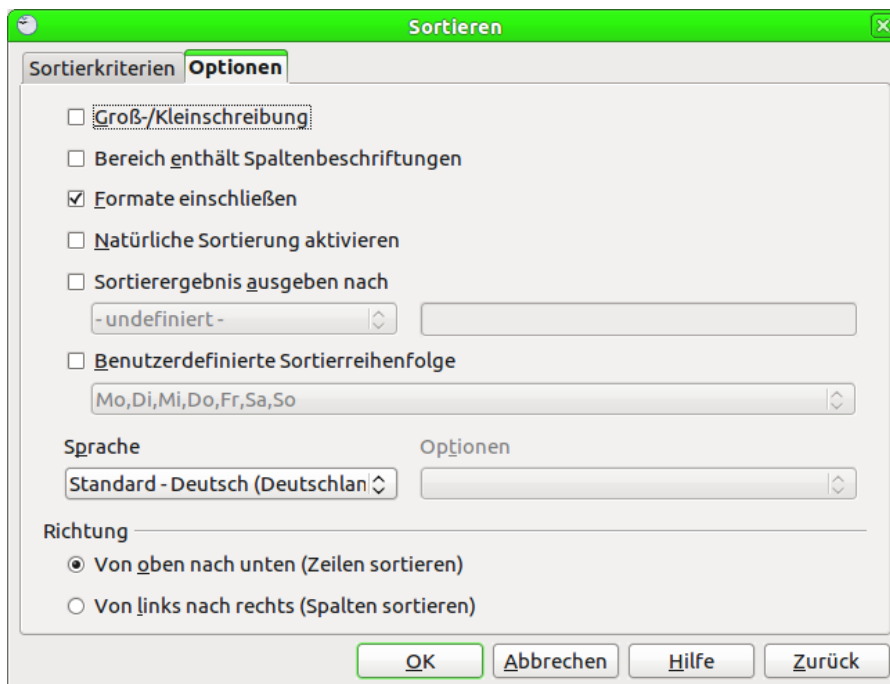 Sortieren
Sortierkriterien Optionen
Groß-/Kleinschreibung
Bereich enthält Spaltenbeschriftungen
Formate einschließen
Natürliche Sortierung aktivieren
Sortierergebnis ausgeben nach
- undefiniert -
Benutzerdefinierte Sortierreihenfolge
Mo,Di,Mi,Do,Fr,Sa,So
Sprache Optionen
Standard - Deutsch (Deutschlan
Richtung
Von oben nach unten (Zeilen sortieren)
Von links nach rechts (Spalten sortieren)
OK Abbrechen Hilfe Zurück